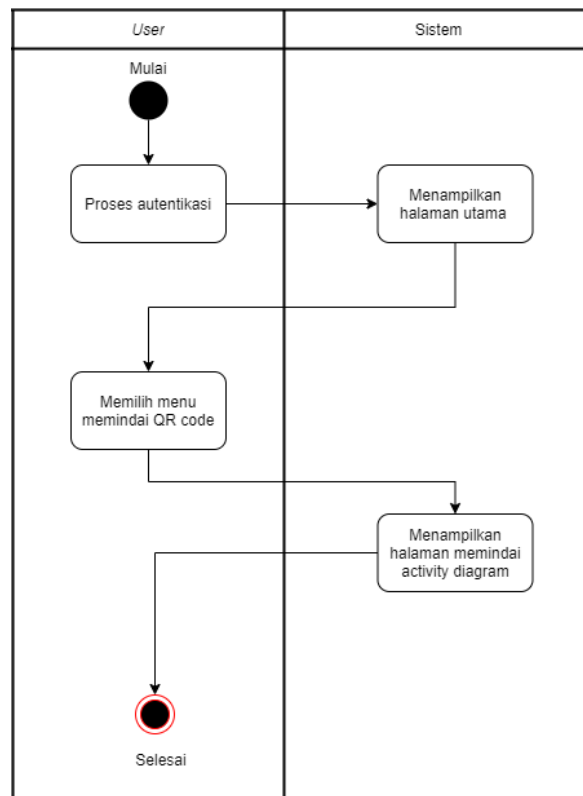 User
Sistem
Mulai
Proses autentikasi
Menampilkan
halaman utama
Memilih menu
memindai QR code
Menampilkan
halaman memindai
activity diagram
Selesai